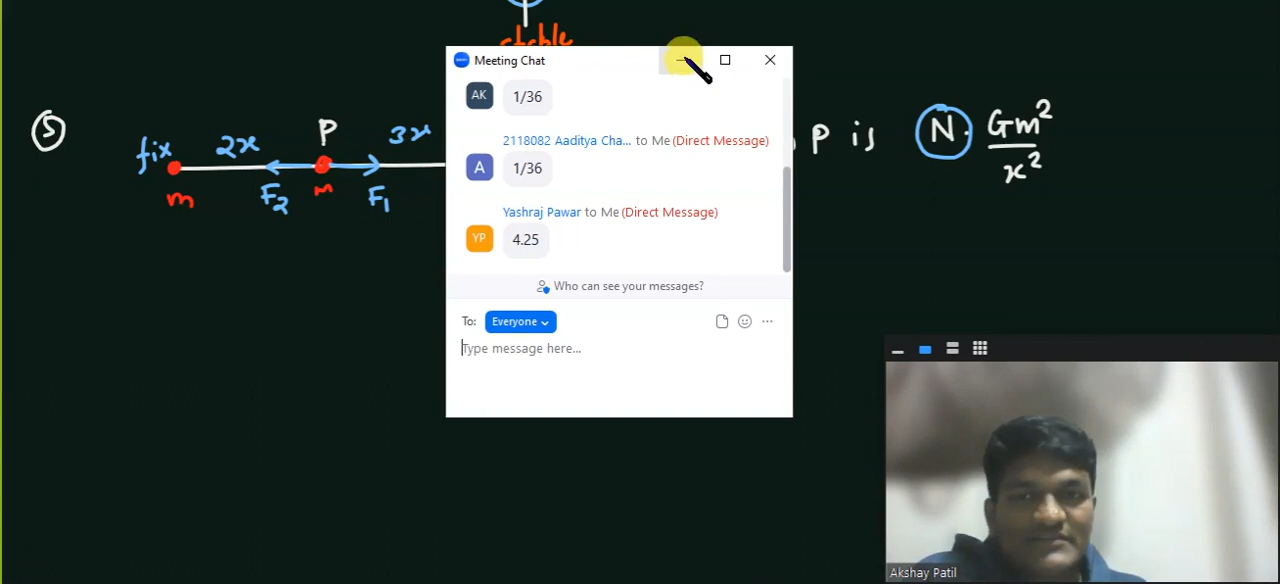 stable
Meeting Chat
AK
1/36
2118082 Aaditya Cha... to Me(Direct Message)
A
1/36
Yashraj Pawar to Me(Direct Message)
YP
4.25
Who can see your messages?
To: Everyone
Type message here...
5
fix 2x P 3x
m F2 m F1
P is N. Gm²
x²
Akshay Patil